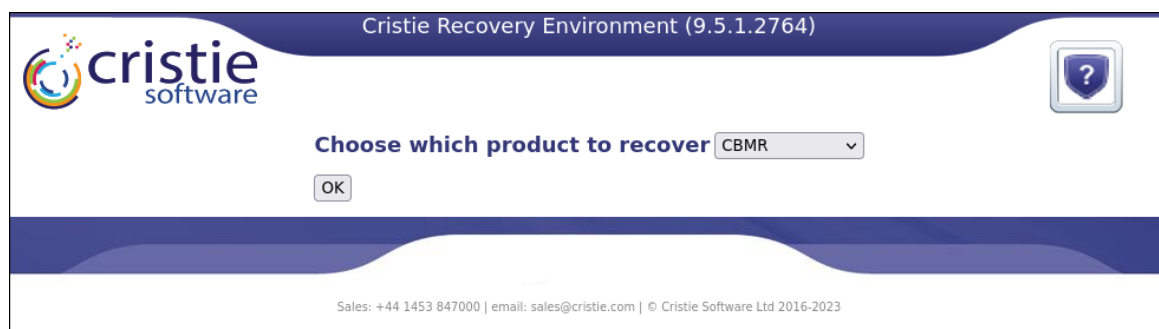 Cristie Recovery Environment (9.5.1.2764)
cristie
software
?
Choose which product to recover CBMR
OK
Sales: +44 1453 847000 | email: sales@cristie.com | © Cristie Software Ltd 2016-2023